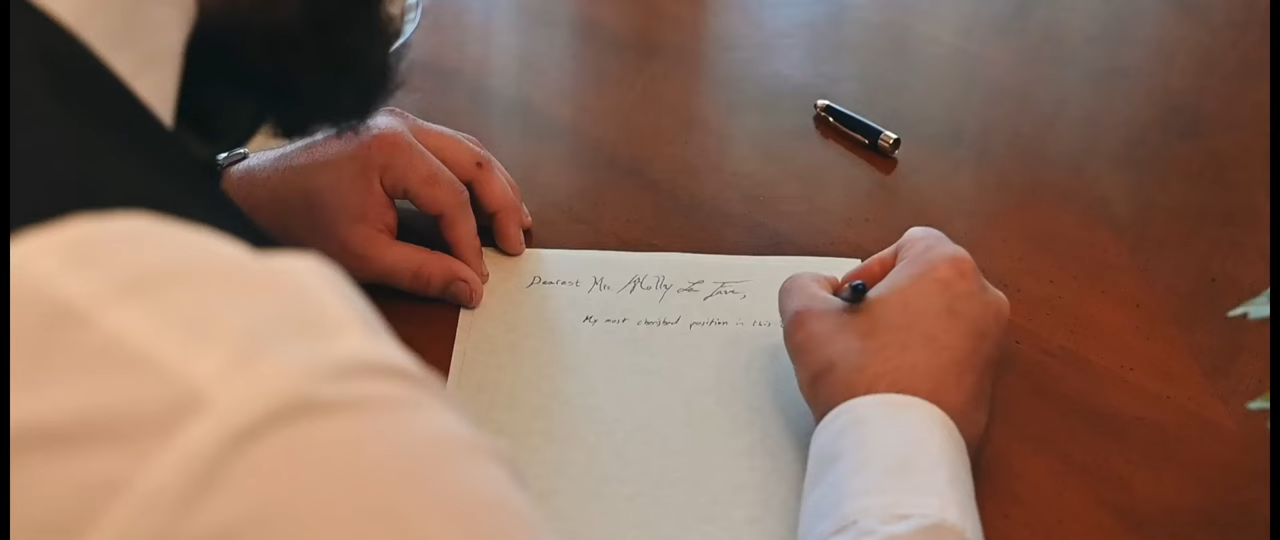 Dearest Mrs. Molly La Fave,
My most cherished position in this